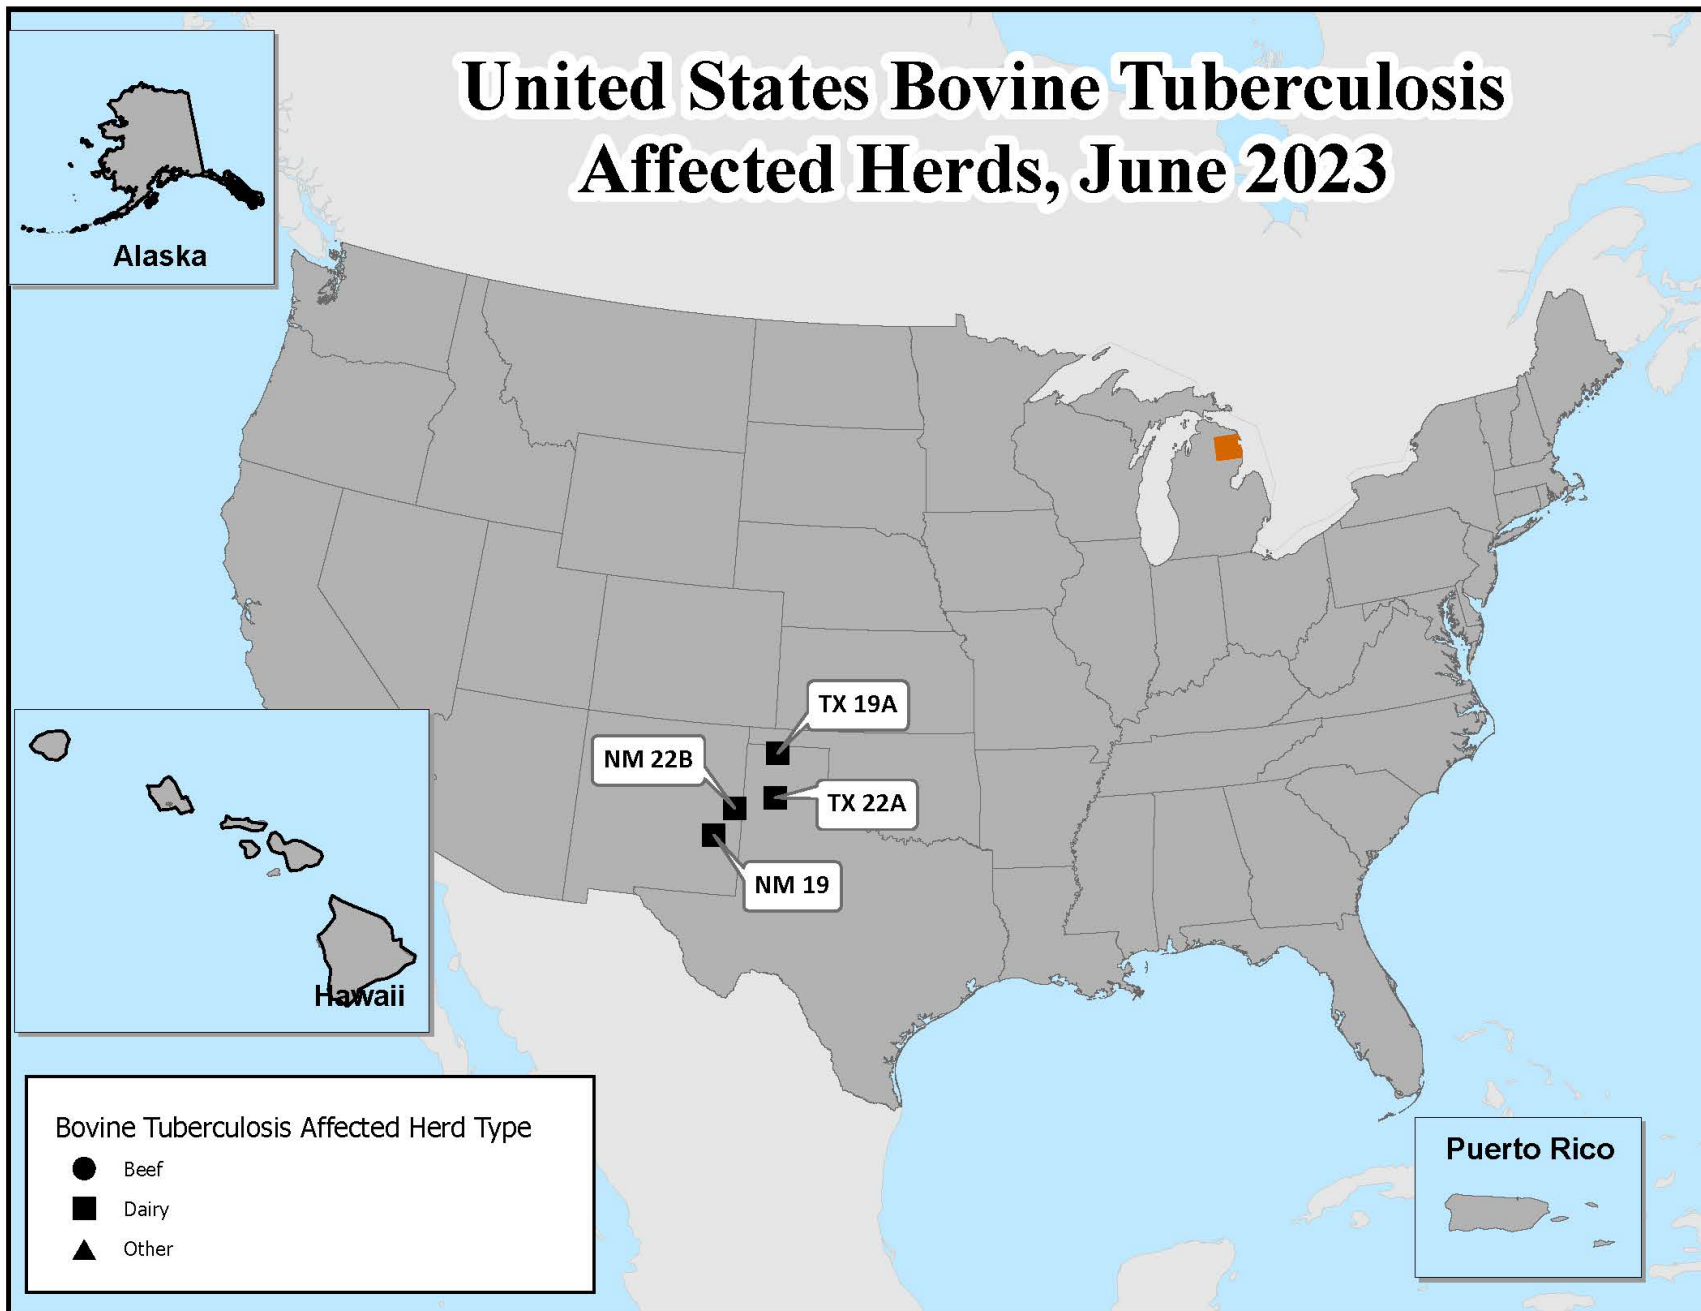 United States Bovine Tuberculosis
Affected Herds, June 2023
Alaska
TX 19A
NM 22B
TX 22A
NM 19
Hawaii
Bovine Tuberculosis Affected Herd Type
Beef
Dairy
Other
Puerto Rico